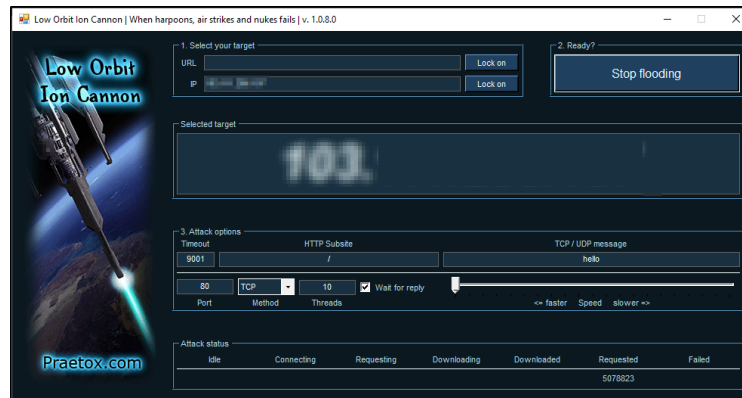 Low Orbit Ion Cannon | When harpoons, air strikes and nukes fails | v. 1.0.8.0
Low Orbit
Ion Cannon
Praetox.com
1. Select your target
URL
Lock on
IP
Lock on
2. Ready?
Stop flooding
Selected target
103.
3. Attack options
Timeout
HTTP Subsite
TCP / UDP message
9001
/
hello
80
TCP
10
Wait for reply
<= faster Speed slower =>
Port
Method
Threads
Attack status
Idle Connecting Requesting Downloading Downloaded Requested Failed
5078823